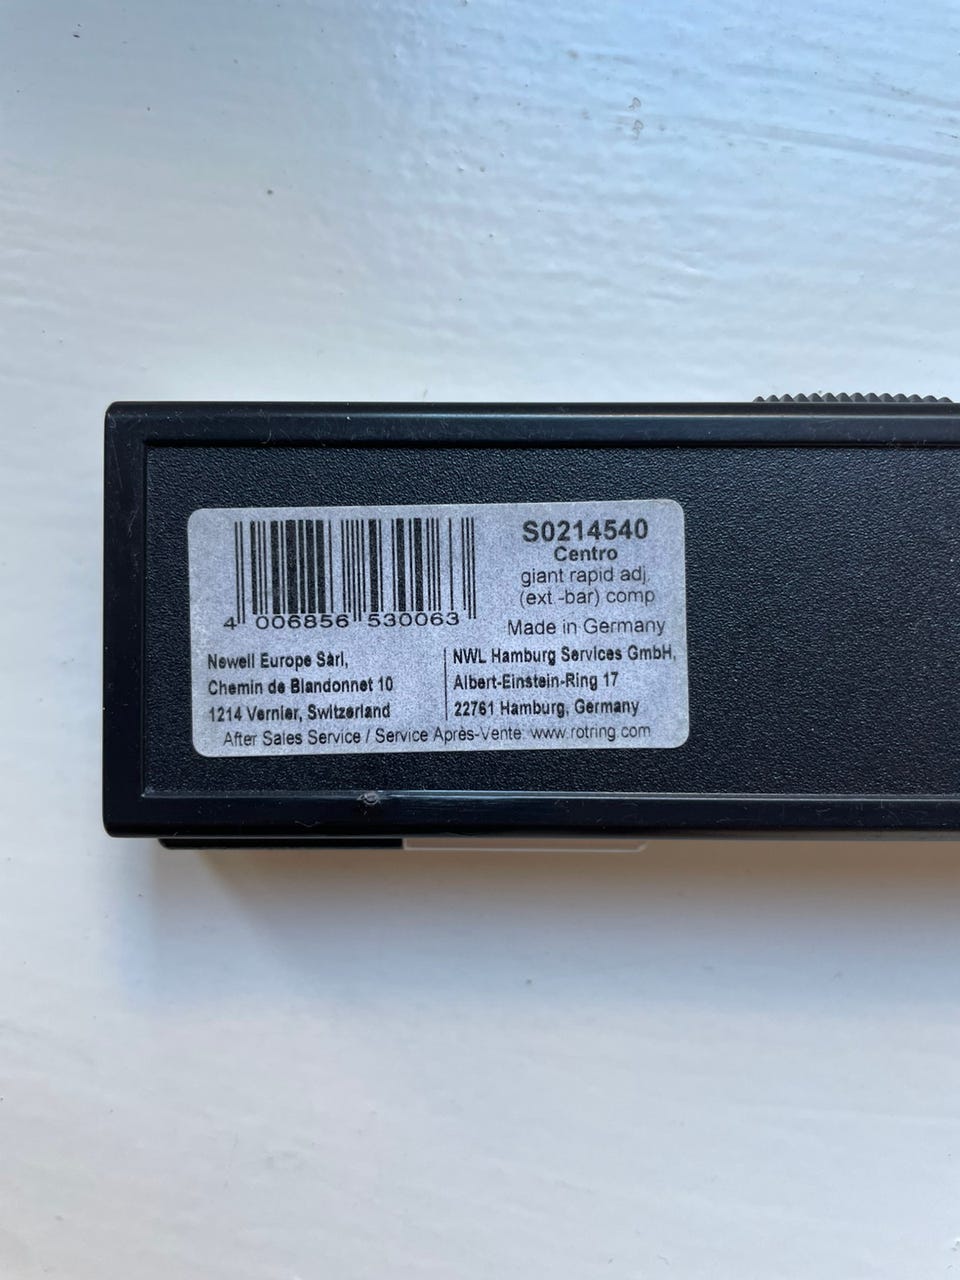 S0214540
Centro
giant rapid adj.
(ext -bar) comp
4 006856 530063
Made in Germany
Newell Europe Sàrl,
Chemin de Blandonnet 10
1214 Vernier, Switzerland
NWL Hamburg Services GmbH,
Albert-Einstein-Ring 17
22761 Hamburg, Germany
After Sales Service / Service Après-Vente: www.rotring.com